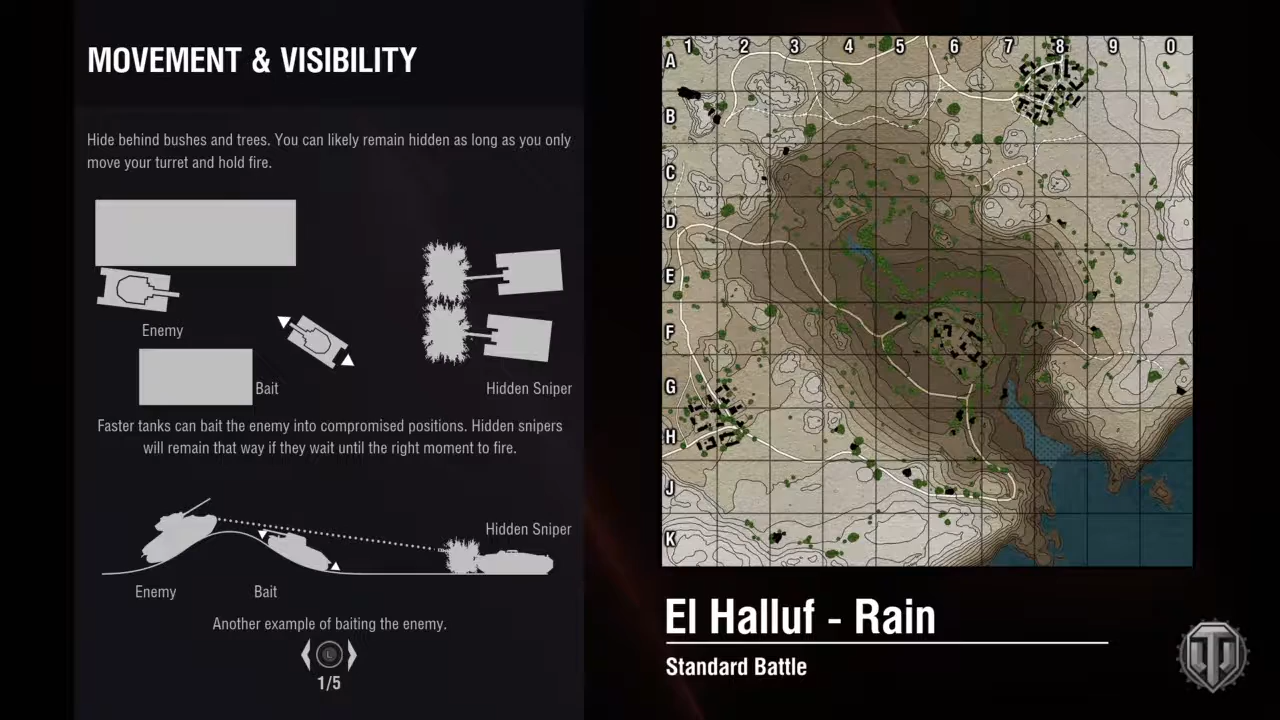 MOVEMENT & VISIBILITY
Hide behind bushes and trees. You can likely remain hidden as long as you only
move your turret and hold fire.
Enemy
Bait
Hidden Sniper
Faster tanks can bait the enemy into compromised positions. Hidden snipers
will remain that way if they wait until the right moment to fire.
Hidden Sniper
Enemy
Bait
Another example of baiting the enemy.
L
1/5
1 2 3 4 5 6 7 8 9 0
A
B
C
D
E
F
G
H
J
K
El Halluf - Rain
Standard Battle